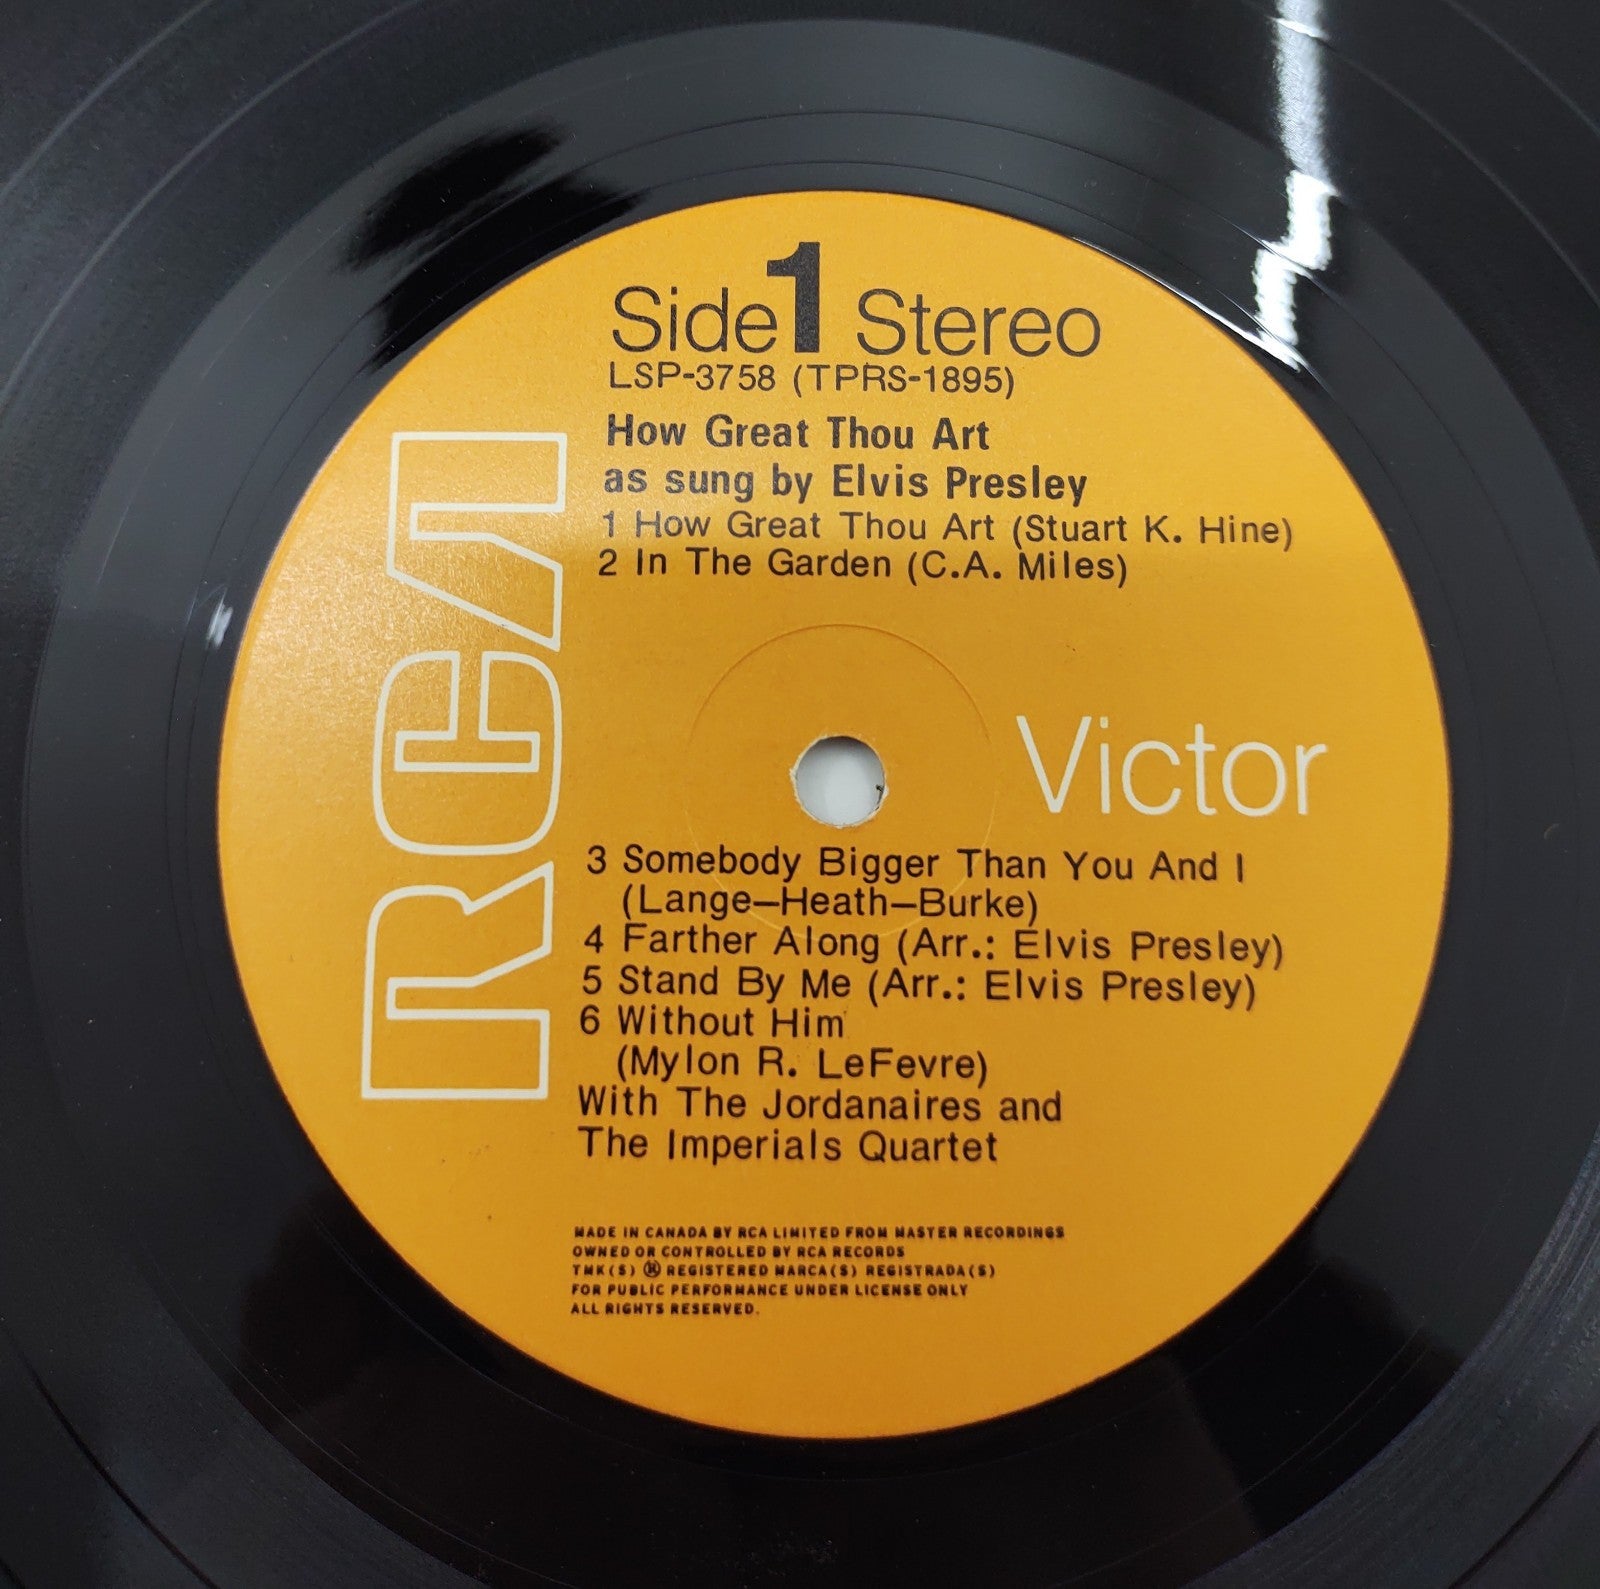 Side 1 Stereo
LSP-3758 (TPRS-1895)
How Great Thou Art
as sung by Elvis Presley
1 How Great Thou Art (Stuart K. Hine)
2 In The Garden (C.A. Miles)
RCA
Victor
3 Somebody Bigger Than You And I
(Lange—Heath—Burke)
4 Farther Along (Arr.: Elvis Presley)
5 Stand By Me (Arr.: Elvis Presley)
6 Without Him
(Mylon R. LeFevre)
With The Jordanaires and
The Imperials Quartet
MADE IN CANADA BY RCA LIMITED FROM MASTER RECORDINGS
OWNED OR CONTROLLED BY RCA RECORDS
TMK(S) ® REGISTERED MARCA(S) REGISTRADA(S)
FOR PUBLIC PERFORMANCE UNDER LICENSE ONLY
ALL RIGHTS RESERVED.